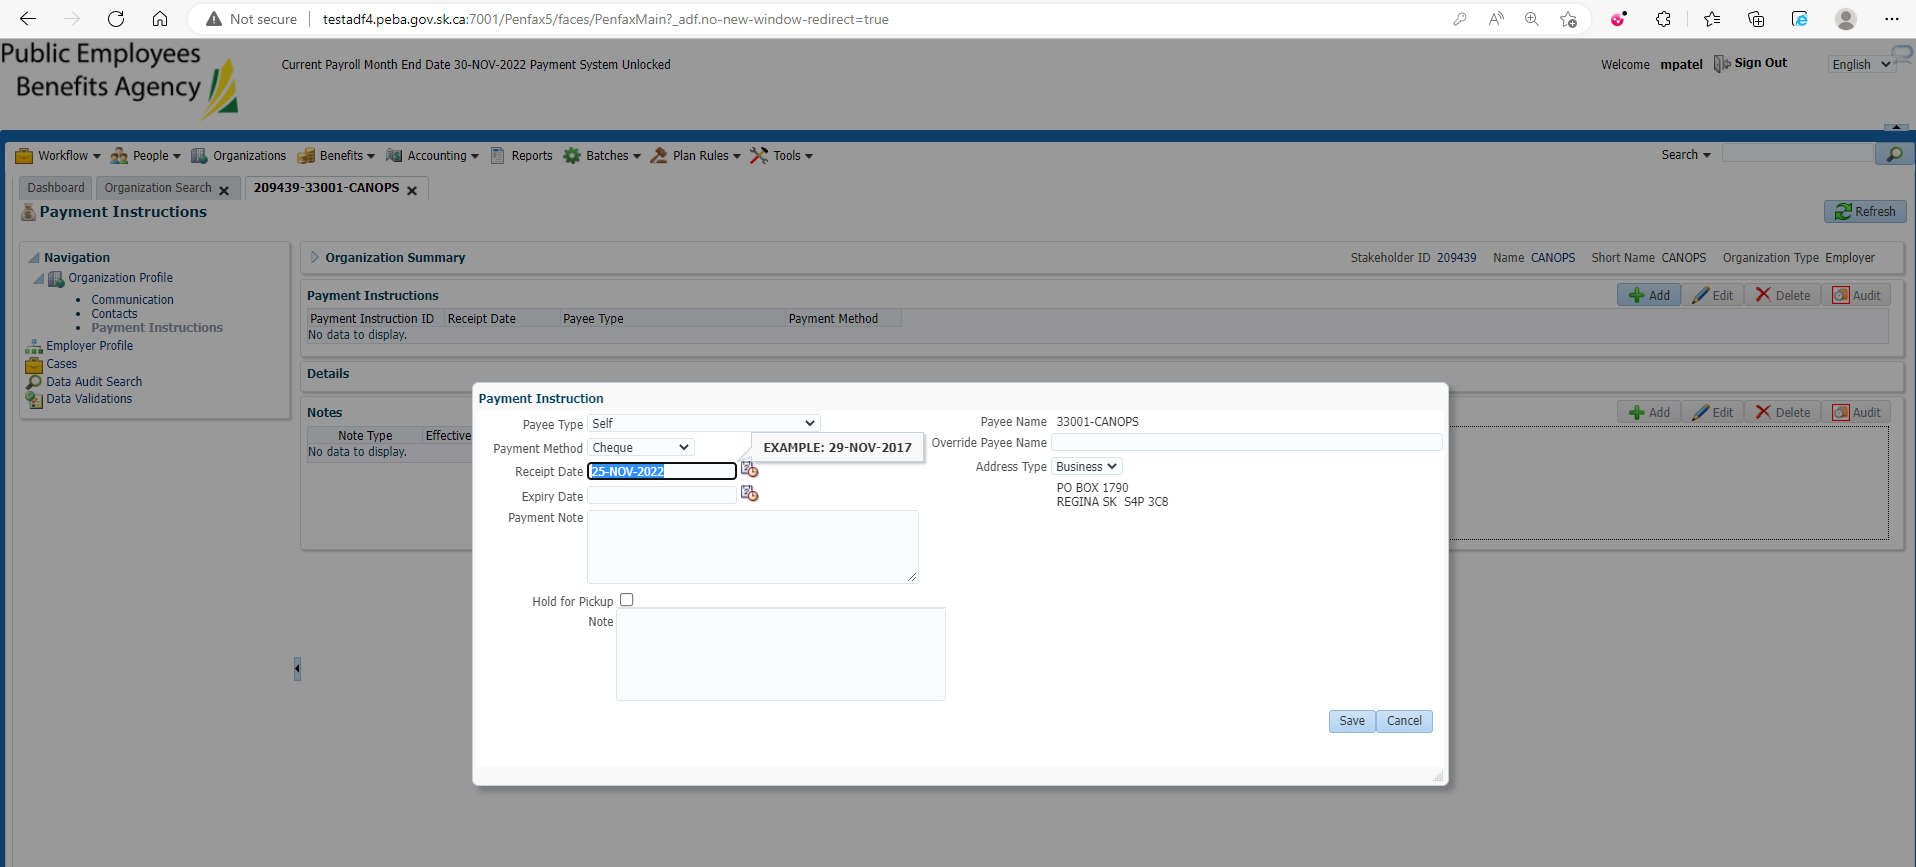 Not secure testadf4.peba.gov.sk.ca:7001/Penfax5/faces/PenfaxMain?_adf.no-new-window-redirect=true
Public Employees
Benefits Agency
Current Payroll Month End Date 30-NOV-2022 Payment System Unlocked
Welcome mpatel Sign Out English
Workflow People Organizations Benefits Accounting Reports Batches Plan Rules Tools Search
Dashboard Organization Search 209439-33001-CANOPS
Payment Instructions
Refresh
Navigation
Organization Profile
Communication
Contacts
Payment Instructions
Employer Profile
Cases
Data Audit Search
Data Validations
Organization Summary
Stakeholder ID 209439 Name CANOPS Short Name CANOPS Organization Type Employer
Payment Instructions
Add Edit Delete Audit
Payment Instruction ID Receipt Date Payee Type Payment Method
No data to display.
Details
Notes
Add Edit Delete Audit
Note Type Effective
No data to display.
Payment Instruction
Payee Type Self
Payment Method Cheque
EXAMPLE: 29-NOV-2017
Receipt Date 25-NOV-2022
Expiry Date
Payment Note
Hold for Pickup
Note
Payee Name 33001-CANOPS
Override Payee Name
Address Type Business
PO BOX 1790
REGINA SK S4P 3C8
Save Cancel